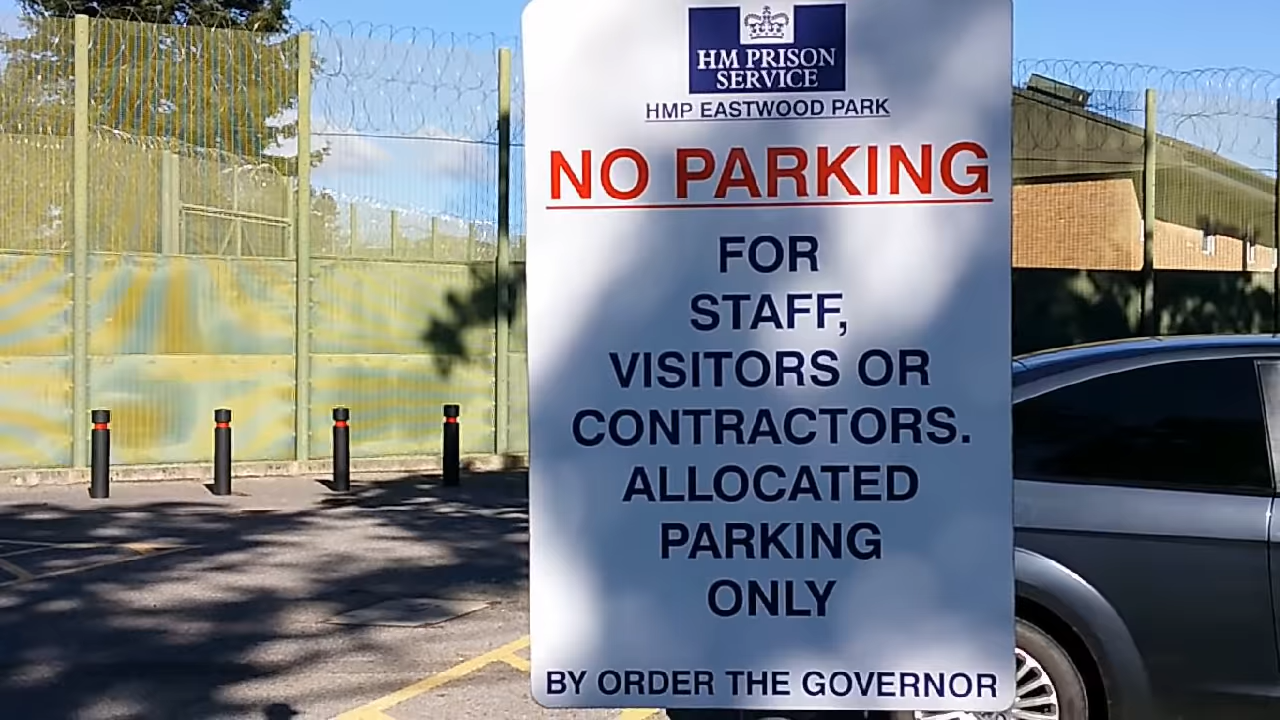 HM PRISON
SERVICE
HMP EASTWOOD PARK
NO PARKING
FOR
STAFF,
VISITORS OR
CONTRACTORS.
ALLOCATED
PARKING
ONLY
BY ORDER THE GOVERNOR